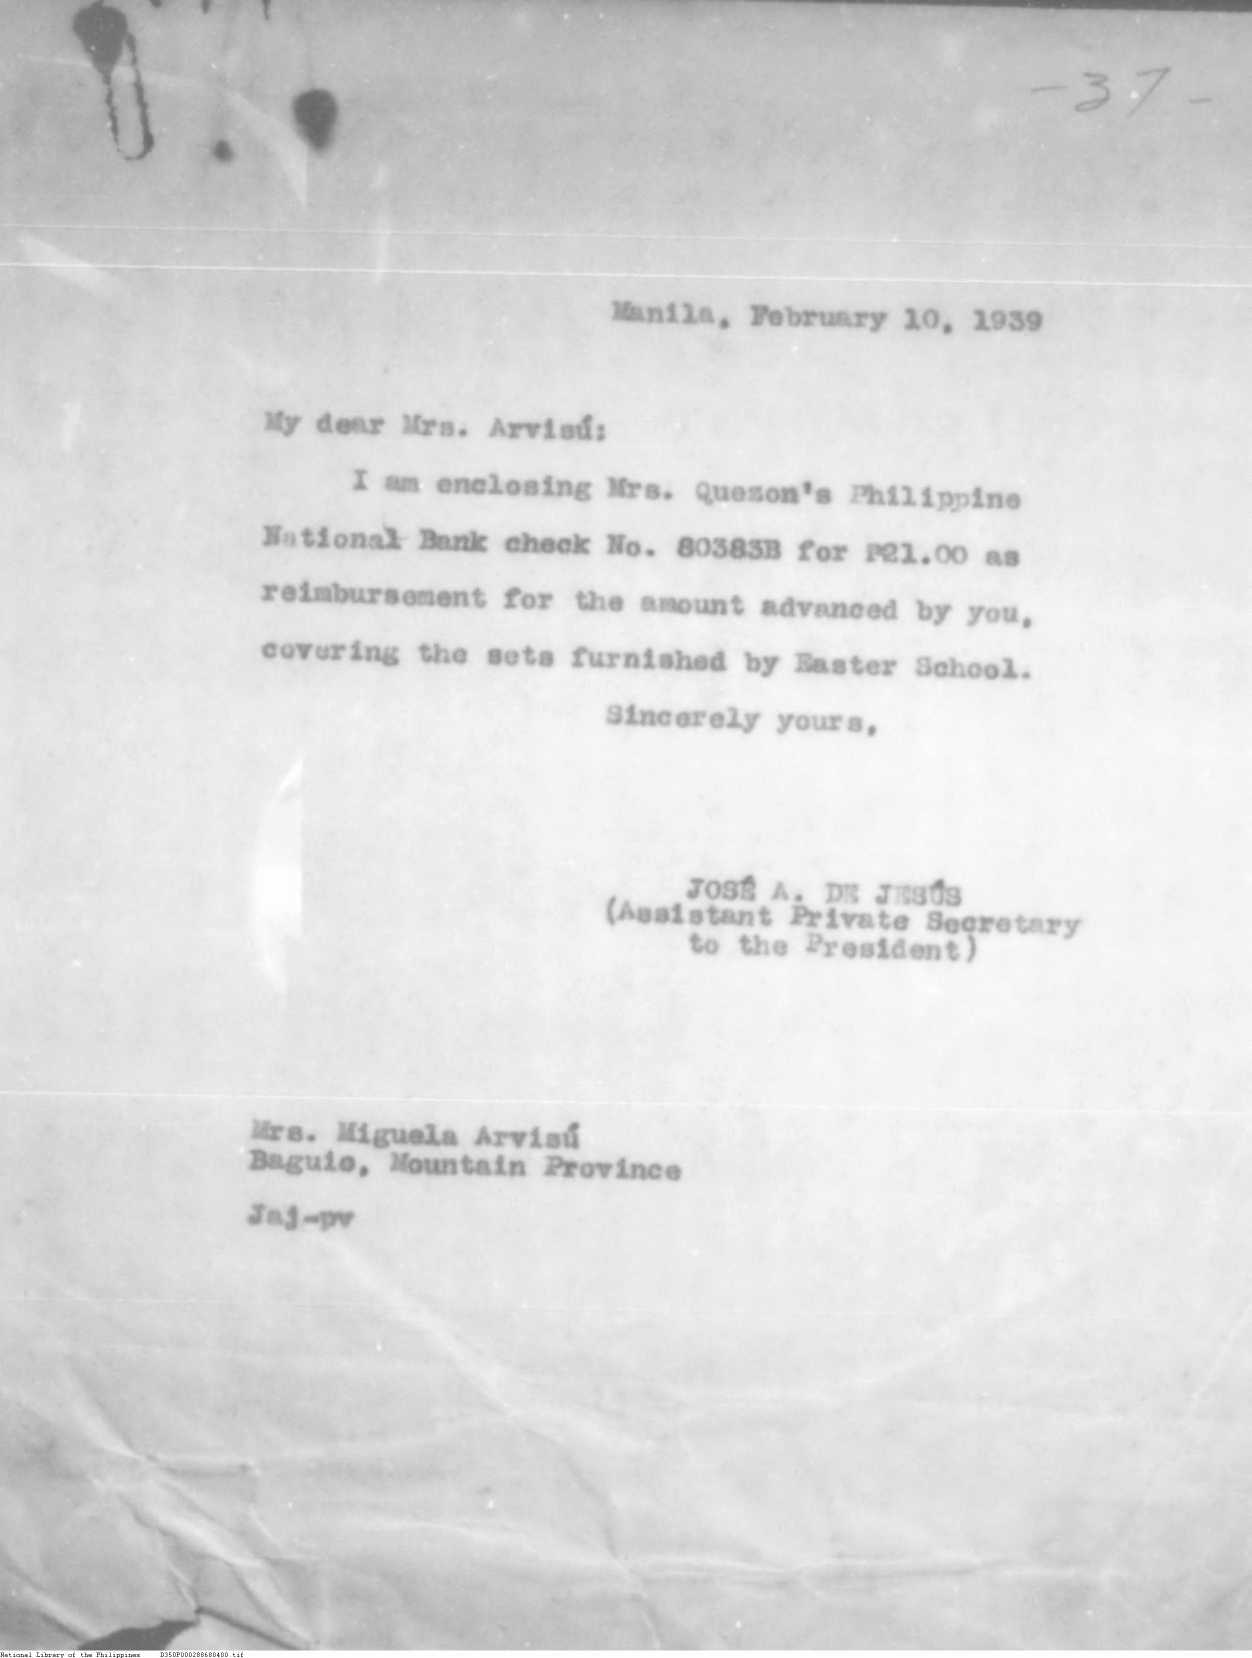 -37-
Manila, February 10, 1939
My dear Mrs. Arvisú:
I am enclosing Mrs. Quezon's Philippine
National Bank check No. 80383B for P21.00 as
reimbursement for the amount advanced by you,
covering the sets furnished by Easter School.
Sincerely yours,
JOSÉ A. DE JESÚS
(Assistant Private Secretary
to the President)
Mrs. Miguela Arvisú
Baguio, Mountain Province
Jaj-pv
National Library of the Philippines D350P000288680400.tif